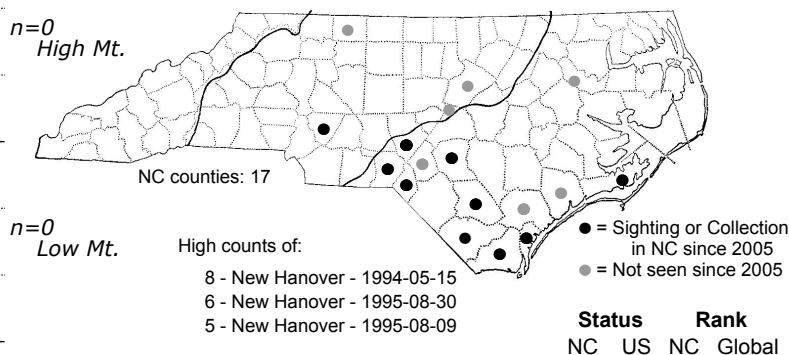 n=0
High Mt.
NC counties: 17
n=0
Low Mt.
High counts of:
8 - New Hanover - 1994-05-15
6 - New Hanover - 1995-08-30
5 - New Hanover - 1995-08-09
● = Sighting or Collection
in NC since 2005
● = Not seen since 2005
Status Rank
NC US NC Global